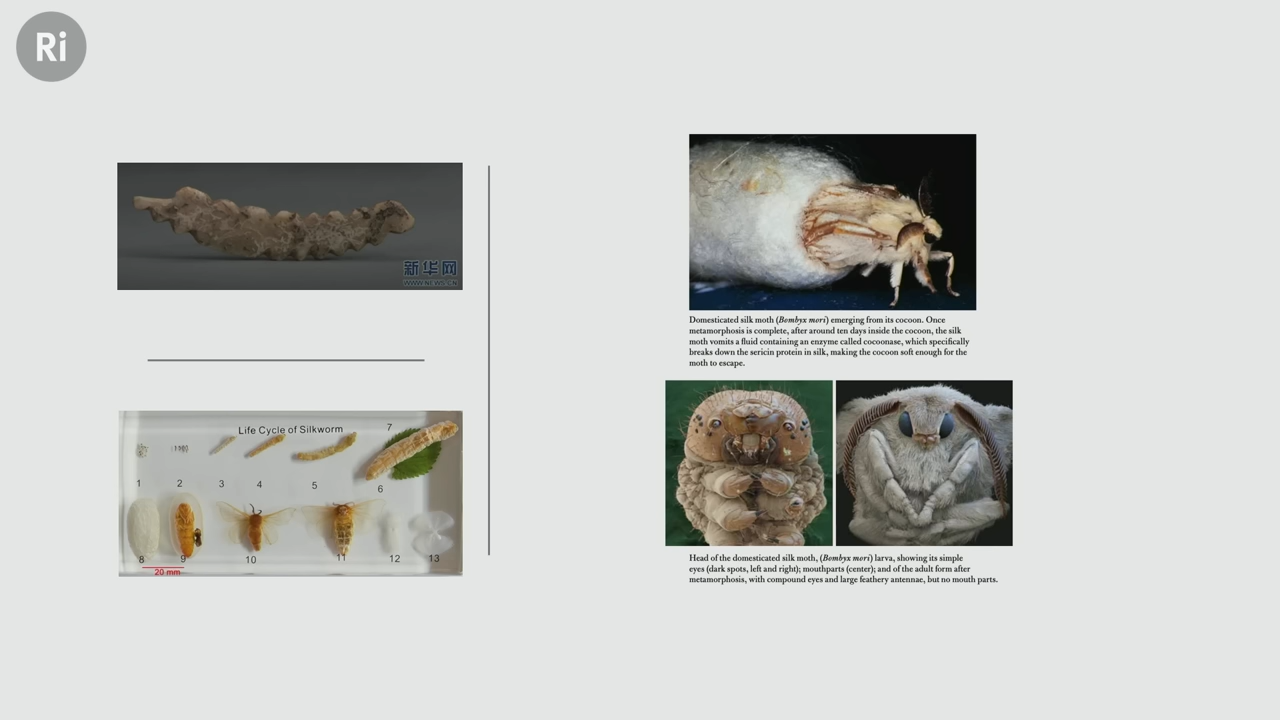 Ri
新华网
WWW.NEWS.CN
Life Cycle of Silkworm
7
1
2
3
4
5
6
8
9
10
11
12
13
20 mm
Domesticated silk moth (Bombyx mori) emerging from its cocoon. Once
metamorphosis is complete, after around ten days inside the cocoon, the silk
moth vomits a fluid containing an enzyme called cocoonase, which specifically
breaks down the sericin protein in silk, making the cocoon soft enough for the
moth to escape.
Head of the domesticated silk moth, (Bombyx mori) larva, showing its simple
eyes (dark spots, left and right); mouthparts (center); and of the adult form after
metamorphosis, with compound eyes and large feathery antennae, but no mouth parts.